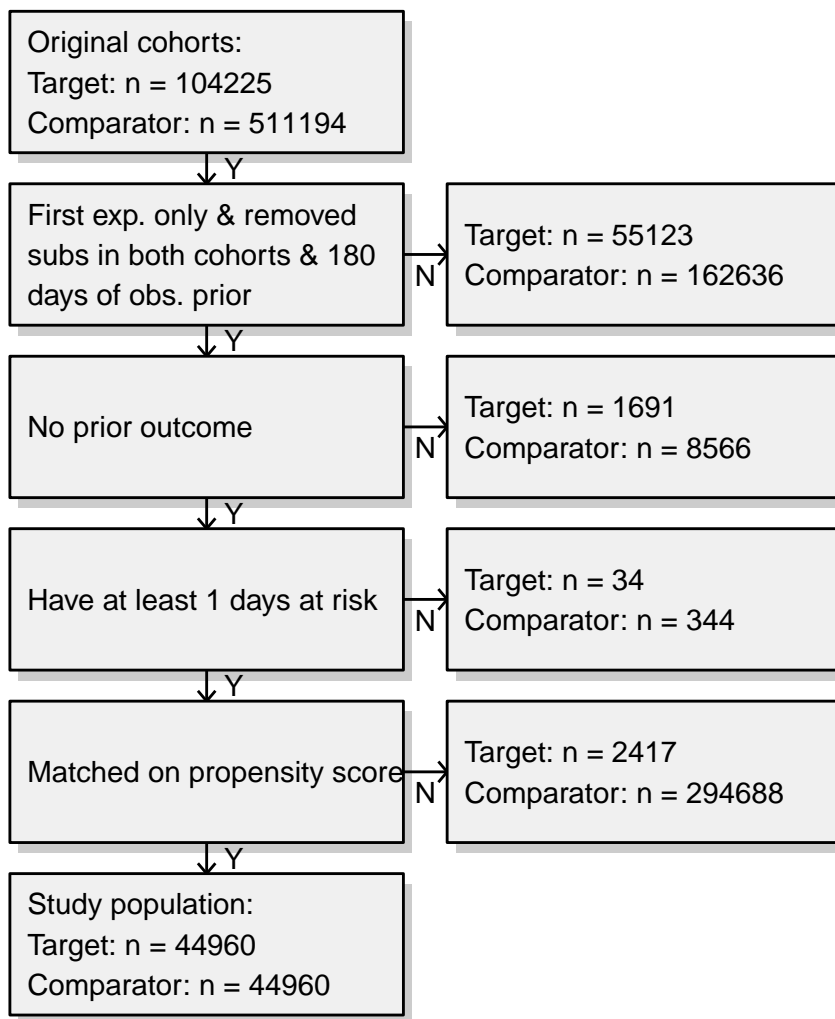 Original cohorts:
Target: n = 104225
Comparator: n = 511194
Y
First exp. only & removed
subs in both cohorts & 180
days of obs. prior
N
Target: n = 55123
Comparator: n = 162636
Y
No prior outcome
N
Target: n = 1691
Comparator: n = 8566
Y
Have at least 1 days at risk
N
Target: n = 34
Comparator: n = 344
Y
Matched on propensity score
N
Target: n = 2417
Comparator: n = 294688
Y
Study population:
Target: n = 44960
Comparator: n = 44960